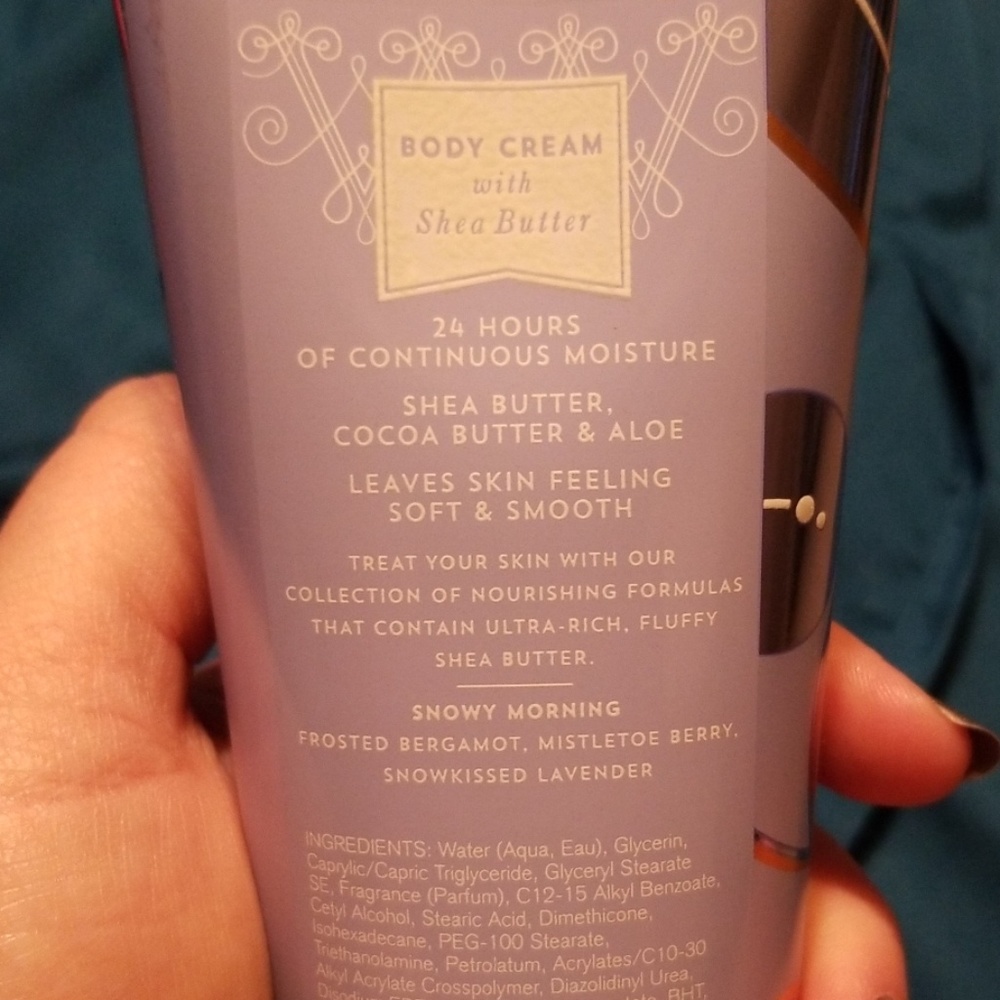 BODY CREAM
with
Shea Butter
24 HOURS
OF CONTINUOUS MOISTURE
SHEA BUTTER,
COCOA BUTTER & ALOE
LEAVES SKIN FEELING
SOFT & SMOOTH
TREAT YOUR SKIN WITH OUR
COLLECTION OF NOURISHING FORMULAS
THAT CONTAIN ULTRA-RICH, FLUFFY
SHEA BUTTER.
SNOWY MORNING
FROSTED BERGAMOT, MISTLETOE BERRY,
SNOWKISSED LAVENDER
INGREDIENTS: Water (Aqua, Eau), Glycerin,
Caprylic/Capric Triglyceride, Glyceryl Stearate
SE, Fragrance (Parfum), C12-15 Alkyl Benzoate,
Cetyl Alcohol, Stearic Acid, Dimethicone,
Isohexadecane, PEG-100 Stearate,
Triethanolamine, Petrolatum, Acrylates/C10-30
Alkyl Acrylate Crosspolymer, Diazolidinyl Urea,
BHT,